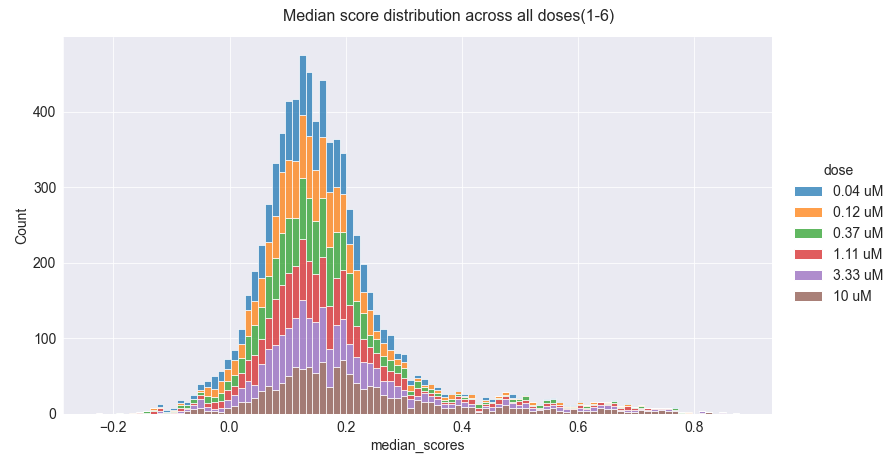 Median score distribution across all doses(1-6)
Count
400
300
200
100
0
−0.2 0.0 0.2 0.4 0.6 0.8
median_scores
dose
0.04 uM
0.12 uM
0.37 uM
1.11 uM
3.33 uM
10 uM